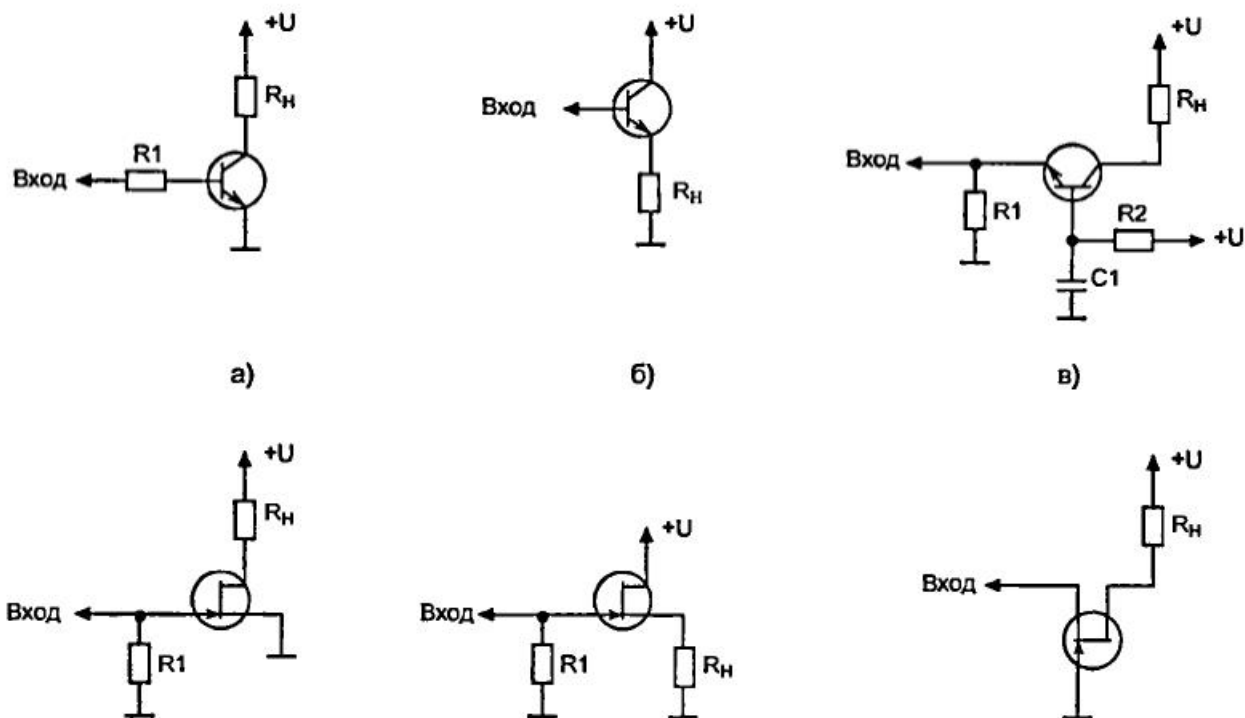 +U
RН
R1
Вход
а)
+U
Вход
RН
б)
+U
RН
Вход
R1
R2
+U
C1
в)
+U
RН
Вход
R1
+U
Вход
R1
RН
+U
RН
Вход